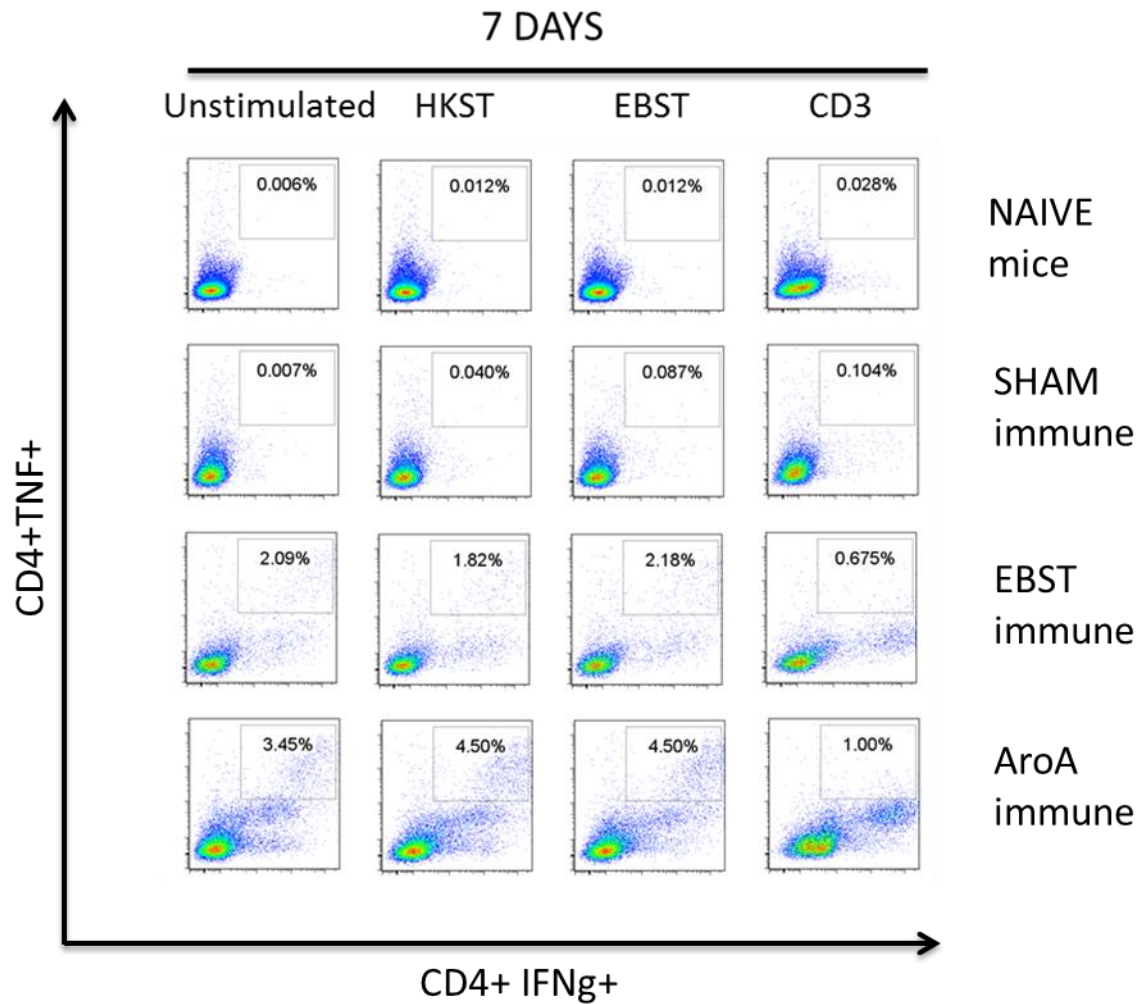 7 DAYS
Unstimulated HKST EBST CD3
0.006% 0.012% 0.012% 0.028%
NAIVE
mice
0.007% 0.040% 0.087% 0.104%
SHAM
immune
2.09% 1.82% 2.18% 0.675%
EBST
immune
3.45% 4.50% 4.50% 1.00%
AroA
immune
CD4+TNF+
CD4+ IFNg+